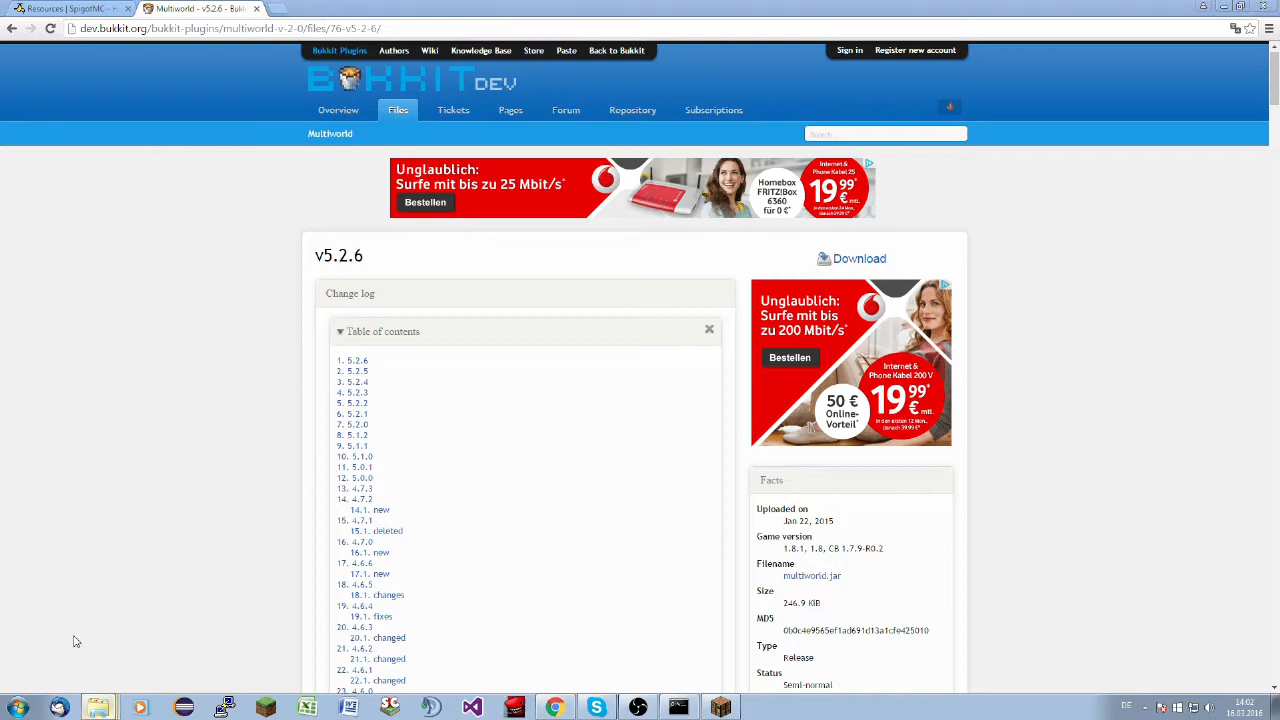 Resources | SpigotMC - H
Multiworld - v5.2.6 - Bukk
dev.bukkit.org/bukkit-plugins/multiworld-v-2-0/files/76-v5-2-6/
Bukkit Plugins Authors Wiki Knowledge Base Store Paste Back to Bukkit
Sign in Register new account
BUKKIT DEV
Overview Files Tickets Pages Forum Repository Subscriptions
Multiworld
Search...
Unglaublich:
Surfe mit bis zu 25 Mbit/s*
Bestellen
Homebox
FRITZ!Box
6360
für 0 €*
Internet &
Phone Kabel 25
19,99*
€ mtl.
v5.2.6
Download
Change log
Table of contents
1. 5.2.6
2. 5.2.5
3. 5.2.4
4. 5.2.3
5. 5.2.2
6. 5.2.1
7. 5.2.0
8. 5.1.2
9. 5.1.1
10. 5.1.0
11. 5.0.1
12. 5.0.0
13. 4.7.3
14. 4.7.2
14.1. new
15. 4.7.1
15.1. deleted
16. 4.7.0
16.1. new
17. 4.6.6
17.1. new
18. 4.6.5
18.1. changes
19. 4.6.4
19.1. fixes
20. 4.6.3
20.1. changed
21. 4.6.2
21.1. changed
22. 4.6.1
22.1. changed
23. 4.6.0
Unglaublich:
Surfe mit bis
zu 200 Mbit/s*
Bestellen
Internet &
Phone Kabel 200 V
19,99*
€ mtl.
50 €
Online-
Vorteil*
Facts
Uploaded on
Jan 22, 2015
Game version
1.8.1, 1.8, CB 1.7.9-R0.2
Filename
multiworld.jar
Size
246.9 KiB
MD5
0b0c4e9565ef1ad691d13a1cfe425010
Type
Release
Status
Semi-normal
DE
14:02
16.03.2016